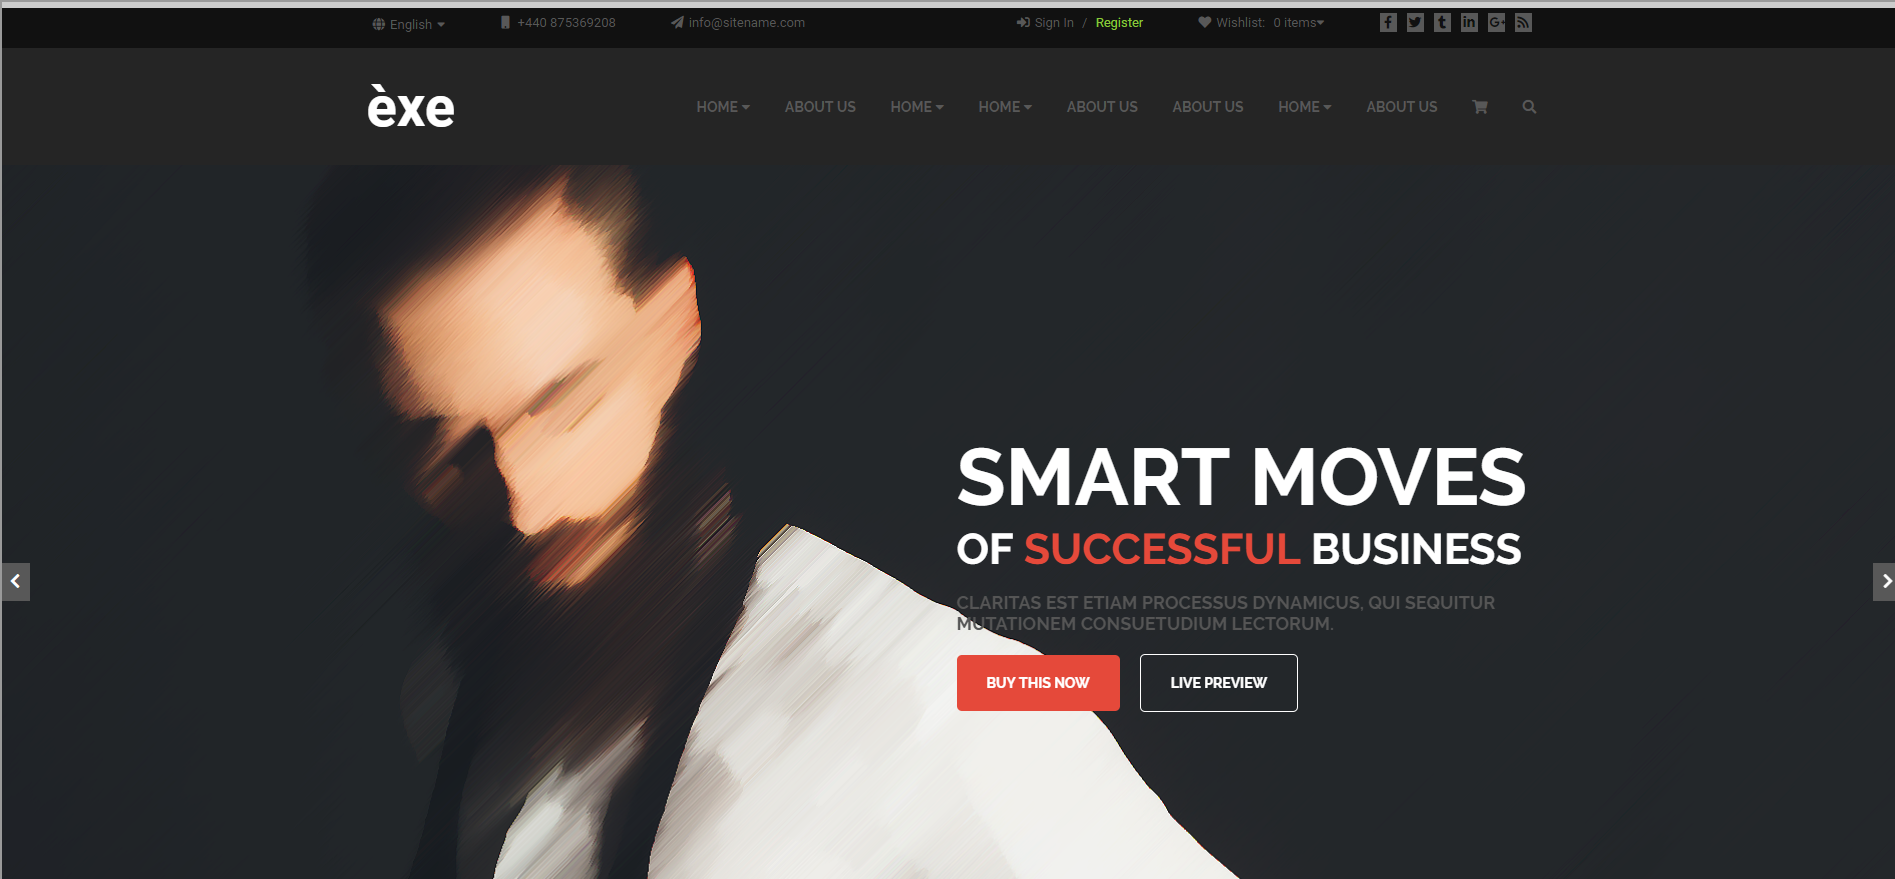 English
+440 875369208
info@sitename.com
Sign In / Register
Wishlist: 0 items
èxe
HOME ABOUT US HOME HOME ABOUT US ABOUT US HOME ABOUT US
SMART MOVES
OF SUCCESSFUL BUSINESS
CLARITAS EST ETIAM PROCESSUS DYNAMICUS, QUI SEQUITUR
MUTATIONEM CONSUETUDIUM LECTORUM.
BUY THIS NOW
LIVE PREVIEW